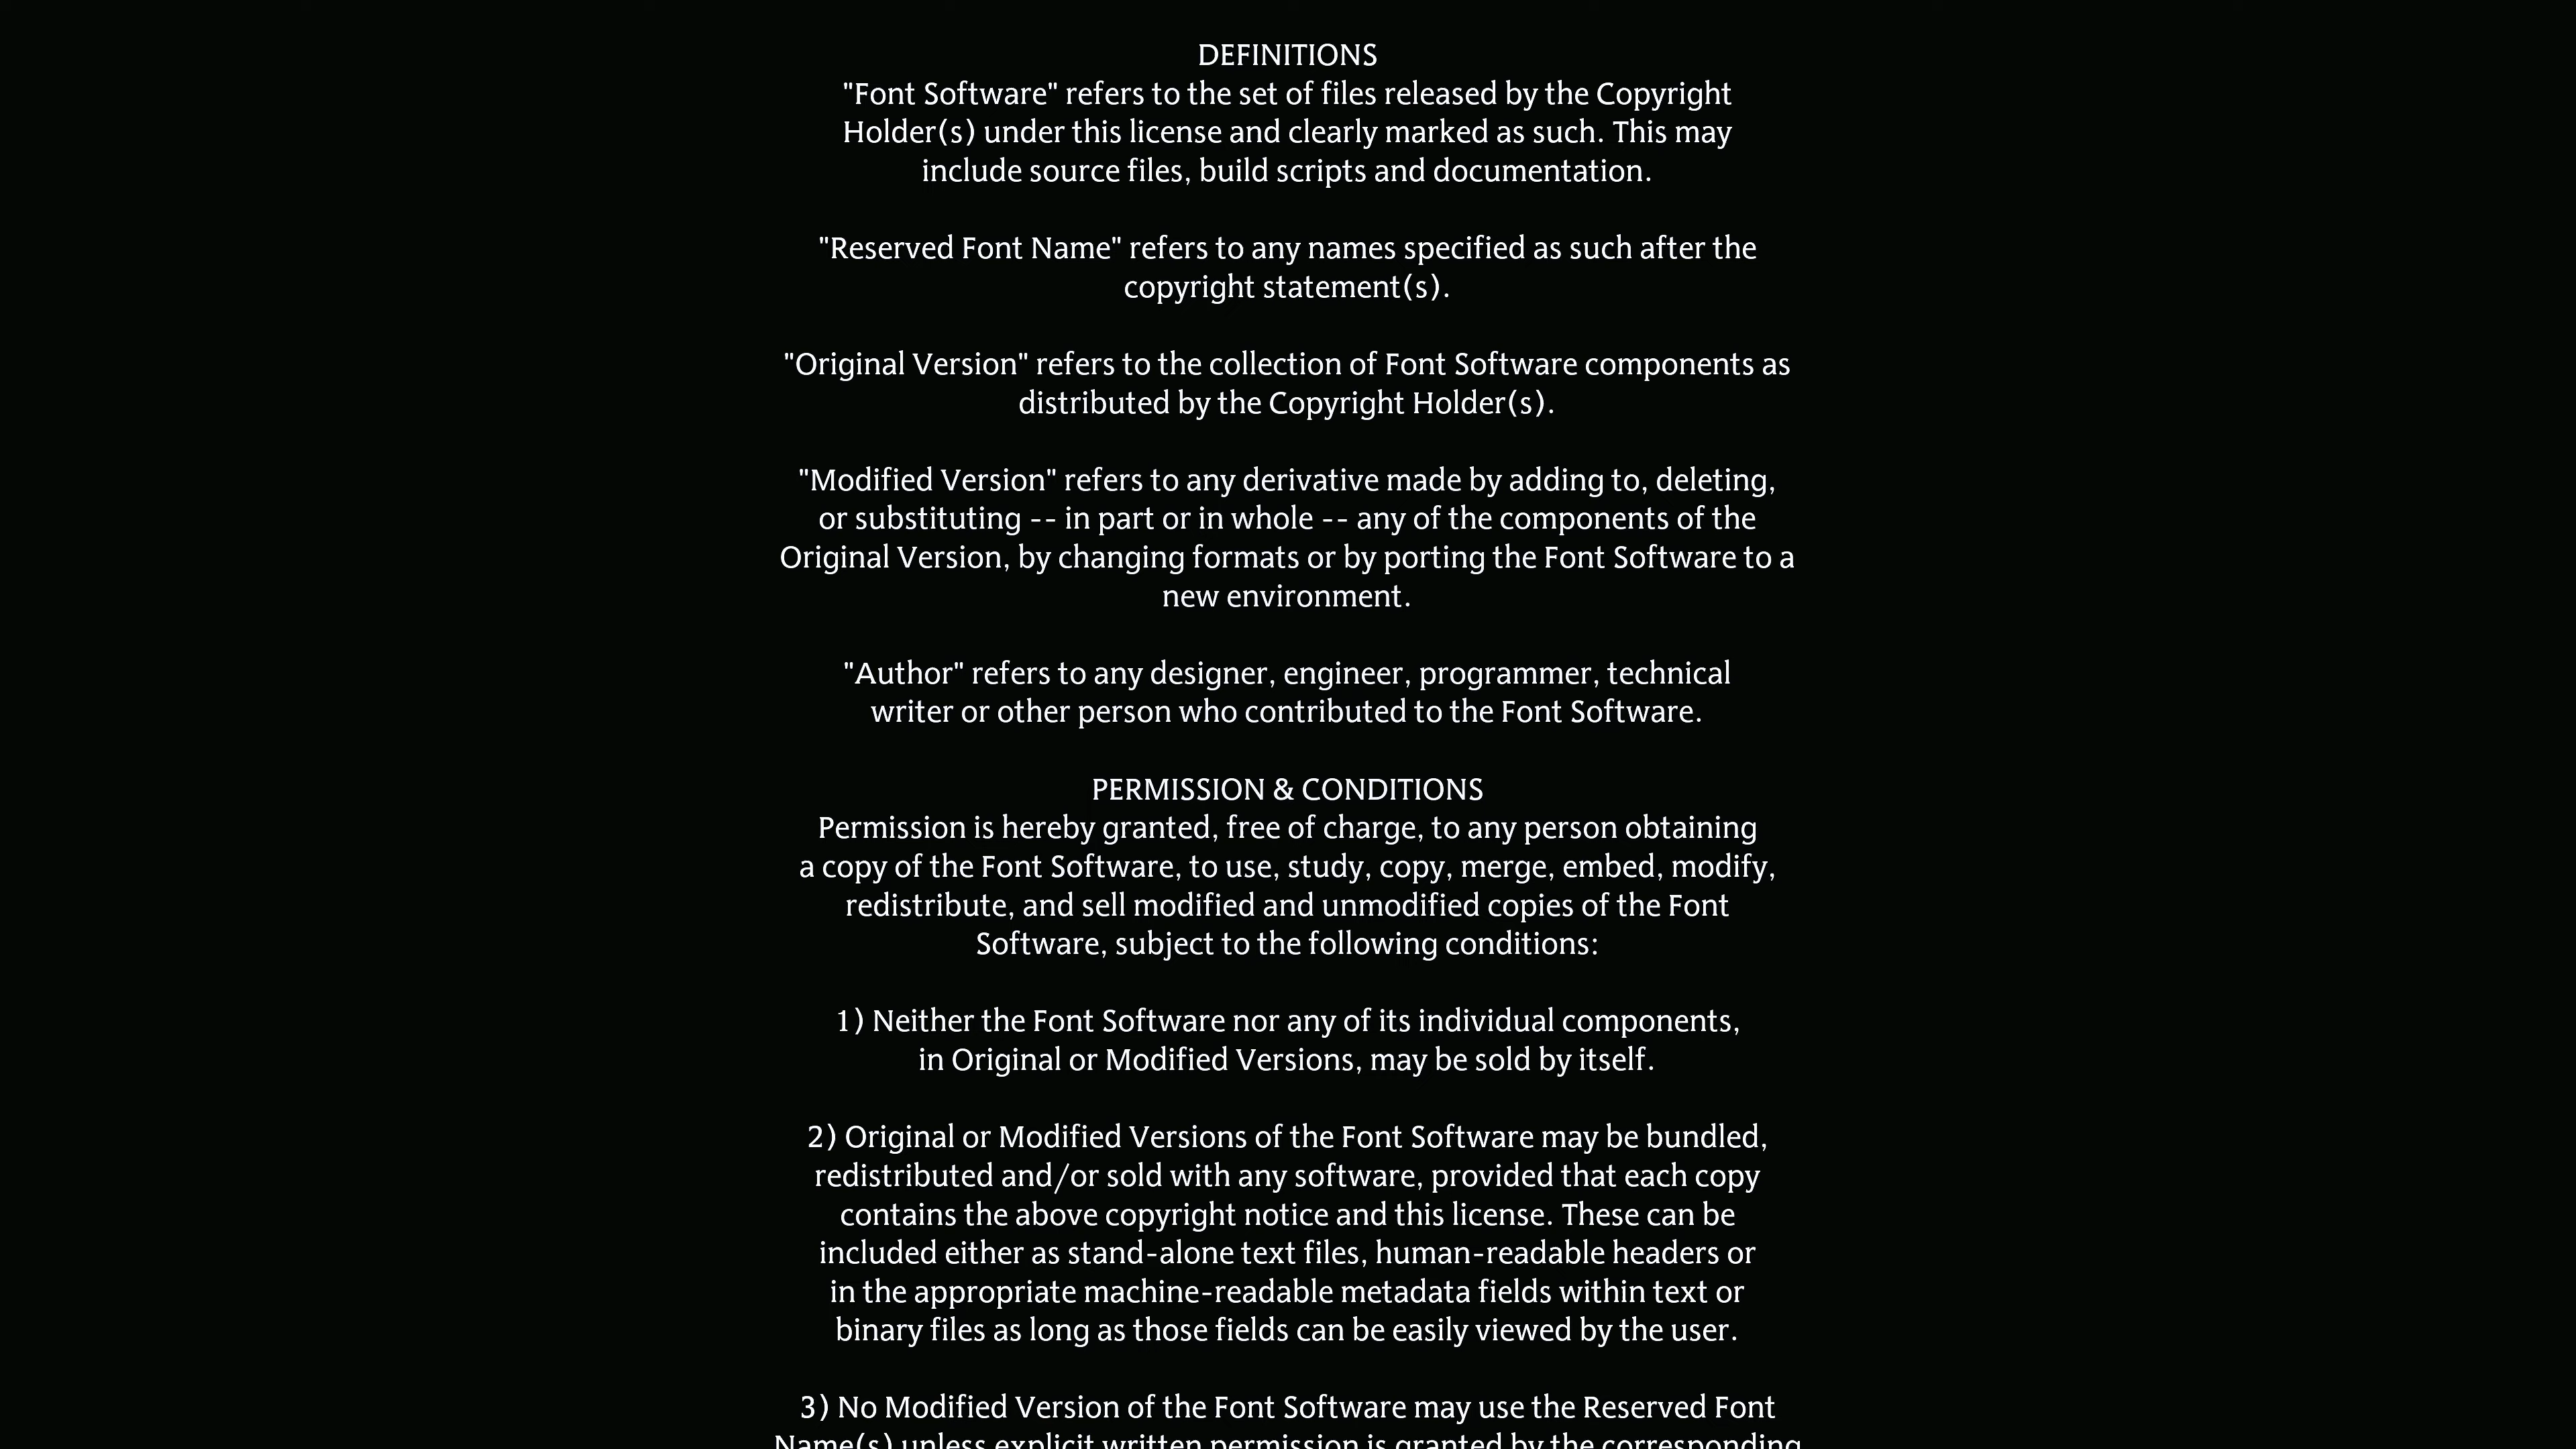 DEFINITIONS
"Font Software" refers to the set of files released by the Copyright
Holder(s) under this license and clearly marked as such. This may
include source files, build scripts and documentation.
"Reserved Font Name" refers to any names specified as such after the
copyright statement(s).
"Original Version" refers to the collection of Font Software components as
distributed by the Copyright Holder(s).
"Modified Version" refers to any derivative made by adding to, deleting,
or substituting -- in part or in whole -- any of the components of the
Original Version, by changing formats or by porting the Font Software to a
new environment.
"Author" refers to any designer, engineer, programmer, technical
writer or other person who contributed to the Font Software.
PERMISSION & CONDITIONS
Permission is hereby granted, free of charge, to any person obtaining
a copy of the Font Software, to use, study, copy, merge, embed, modify,
redistribute, and sell modified and unmodified copies of the Font
Software, subject to the following conditions:
1) Neither the Font Software nor any of its individual components,
in Original or Modified Versions, may be sold by itself.
2) Original or Modified Versions of the Font Software may be bundled,
redistributed and/or sold with any software, provided that each copy
contains the above copyright notice and this license. These can be
included either as stand-alone text files, human-readable headers or
in the appropriate machine-readable metadata fields within text or
binary files as long as those fields can be easily viewed by the user.
3) No Modified Version of the Font Software may use the Reserved Font
Name(s) unless explicit written permission is granted by the corresponding